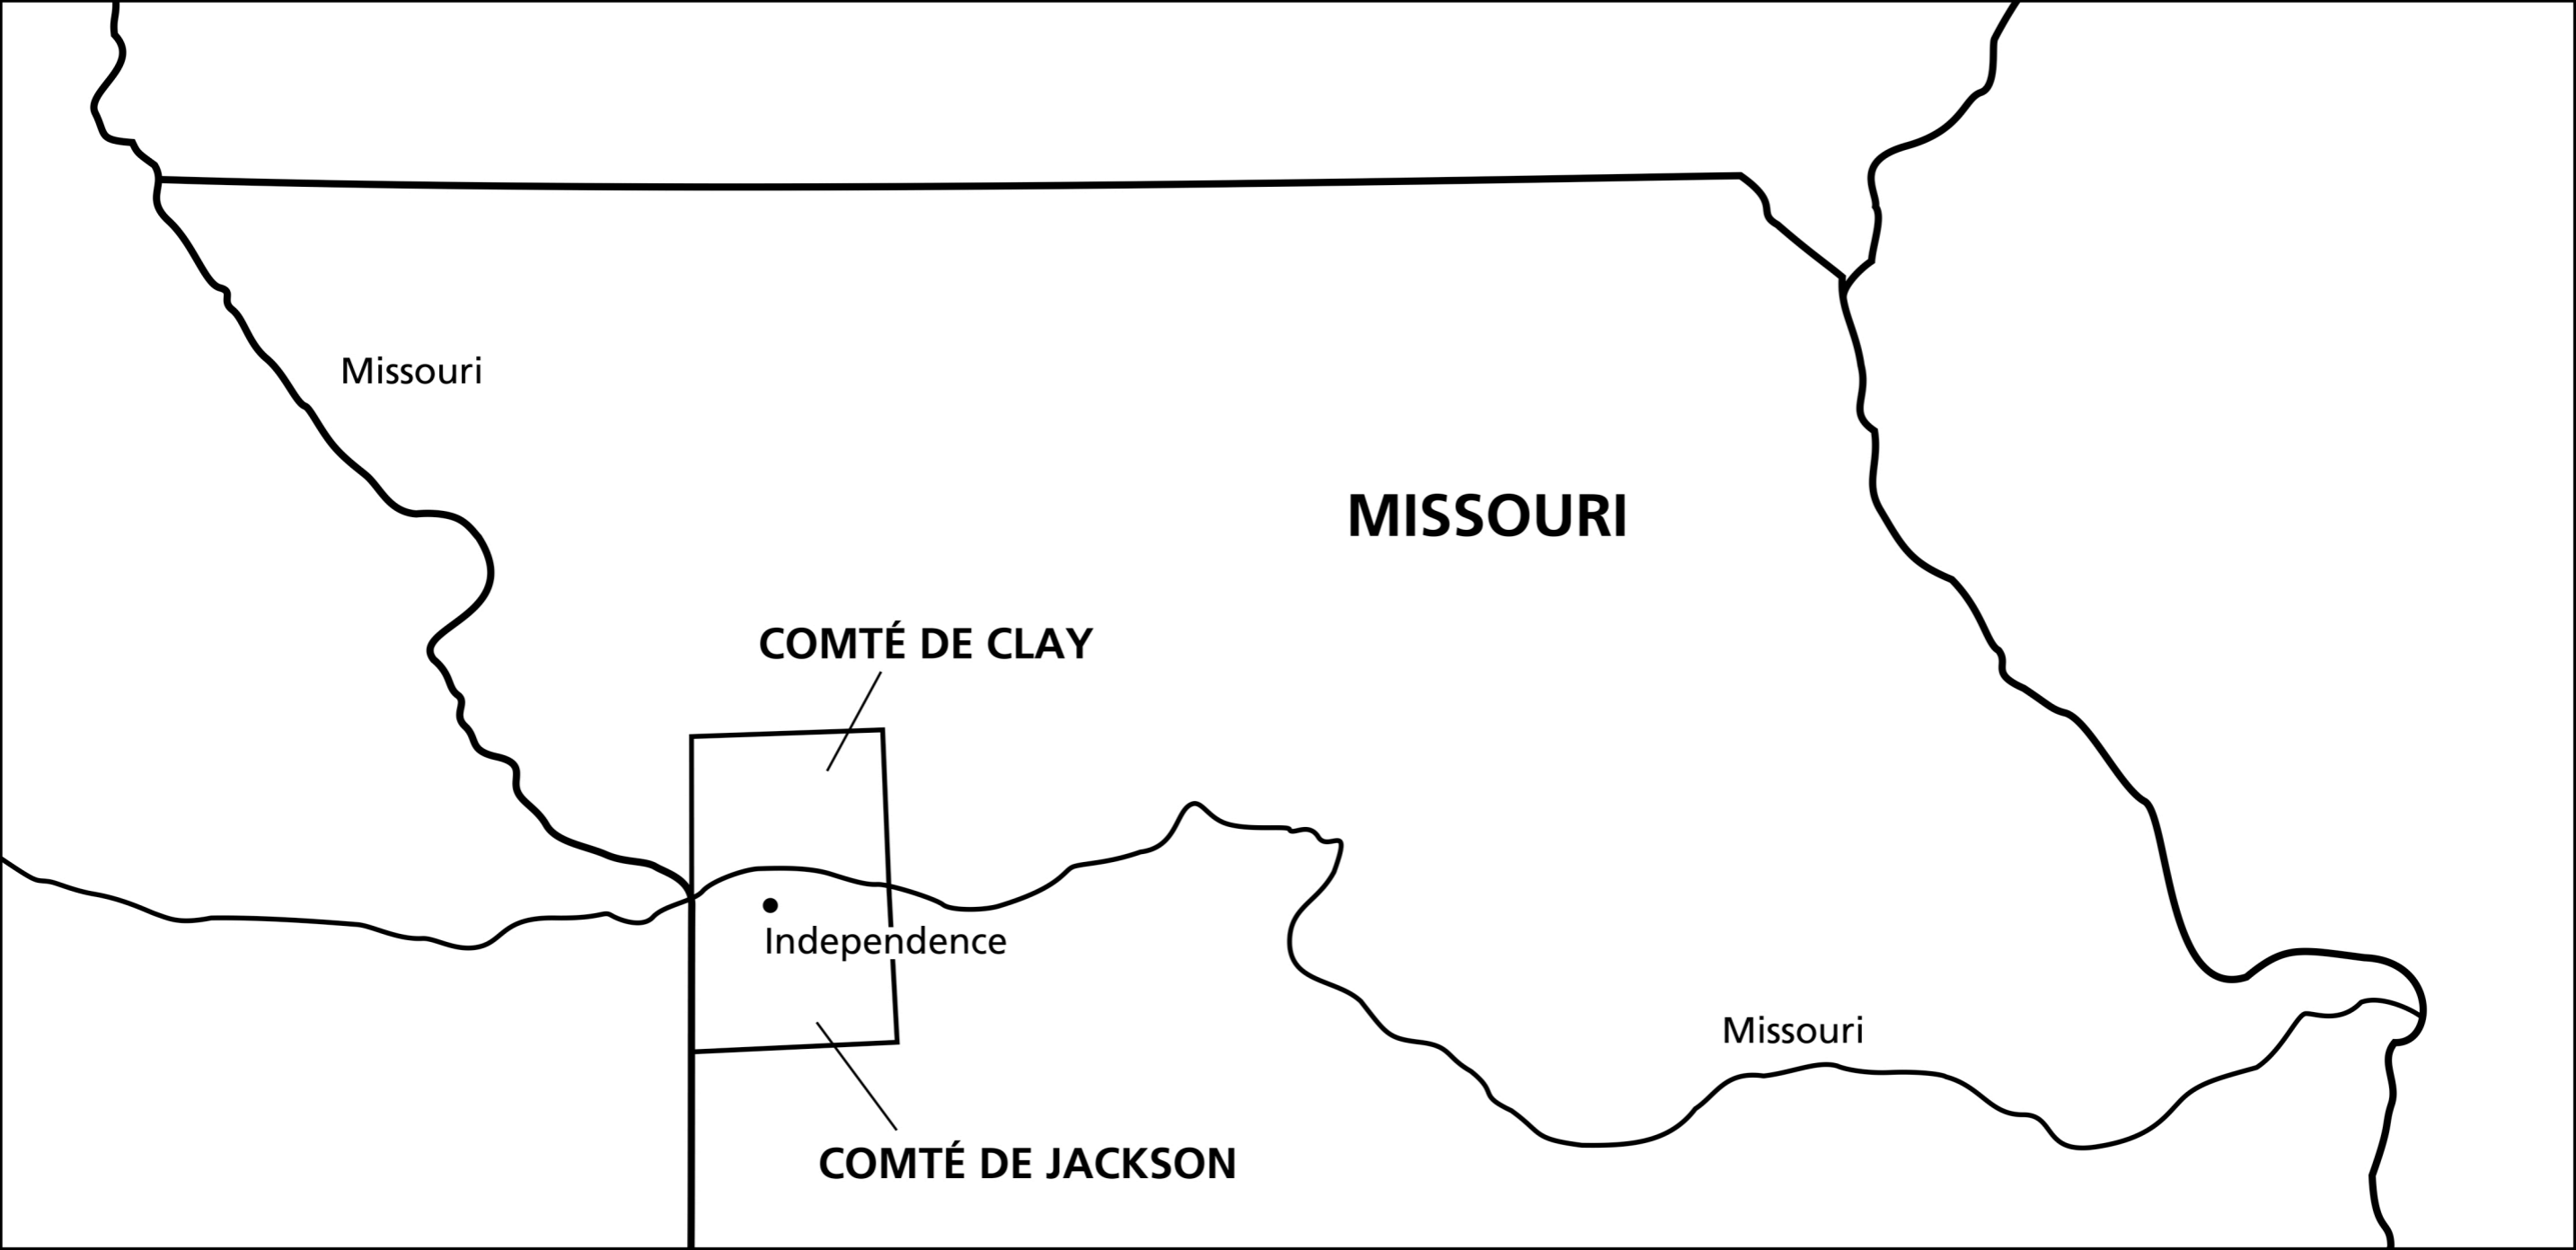 Missouri
MISSOURI
COMTÉ DE CLAY
Independence
Missouri
COMTÉ DE JACKSON